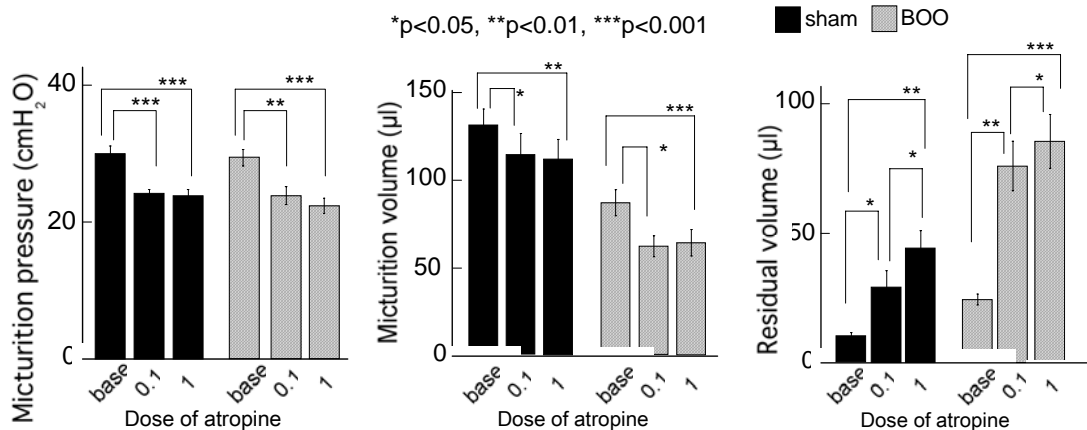 *p<0.05, **p<0.01, ***p<0.001
sham BOO
Micturition pressure (cmH2O)
40
20
0
***
***
***
**
base 0.1 1 base 0.1 1
Dose of atropine
Micturition volume (μl)
150
100
50
0
**
*
***
*
base 0.1 1 base 0.1 1
Dose of atropine
Residual volume (μl)
100
50
0
**
*
*
***
**
*
base 0.1 1 base 0.1 1
Dose of atropine